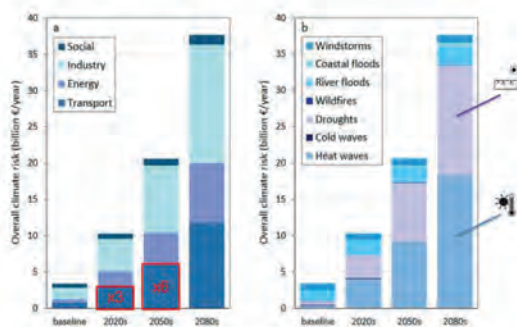 a
b
Overall climate risk (billion €/year)
40
35
30
25
20
15
10
5
0
Social
Industry
Energy
Transport
x3
baseline
2020s
2050s
2080s
Overall climate risk (billion €/year)
40
35
30
25
20
15
10
5
0
Windstorms
Coastal floods
River floods
Wildfires
Droughts
Cold waves
Heat waves
baseline
2020s
2050s
2080s